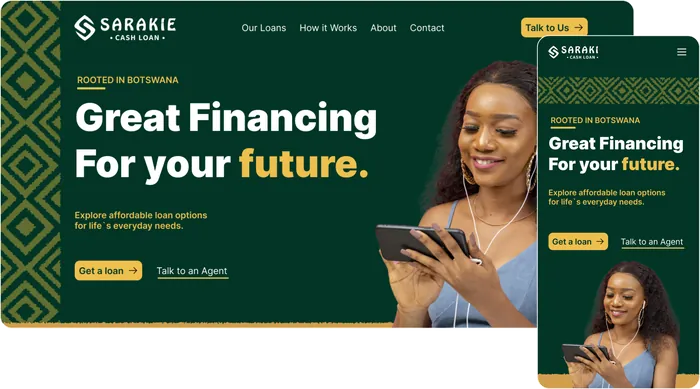 SARAKIE
• CASH LOAN •
Our Loans How it Works About Contact
Talk to Us →
ROOTED IN BOTSWANA
Great Financing
For your future.
Explore affordable loan options
for life`s everyday needs.
Get a loan → Talk to an Agent
SARAKI
• CASH LOAN •
ROOTED IN BOTSWANA
Great Financing
For your future.
Explore affordable loan options
for life`s everyday needs.
Get a loan → Talk to an Agent